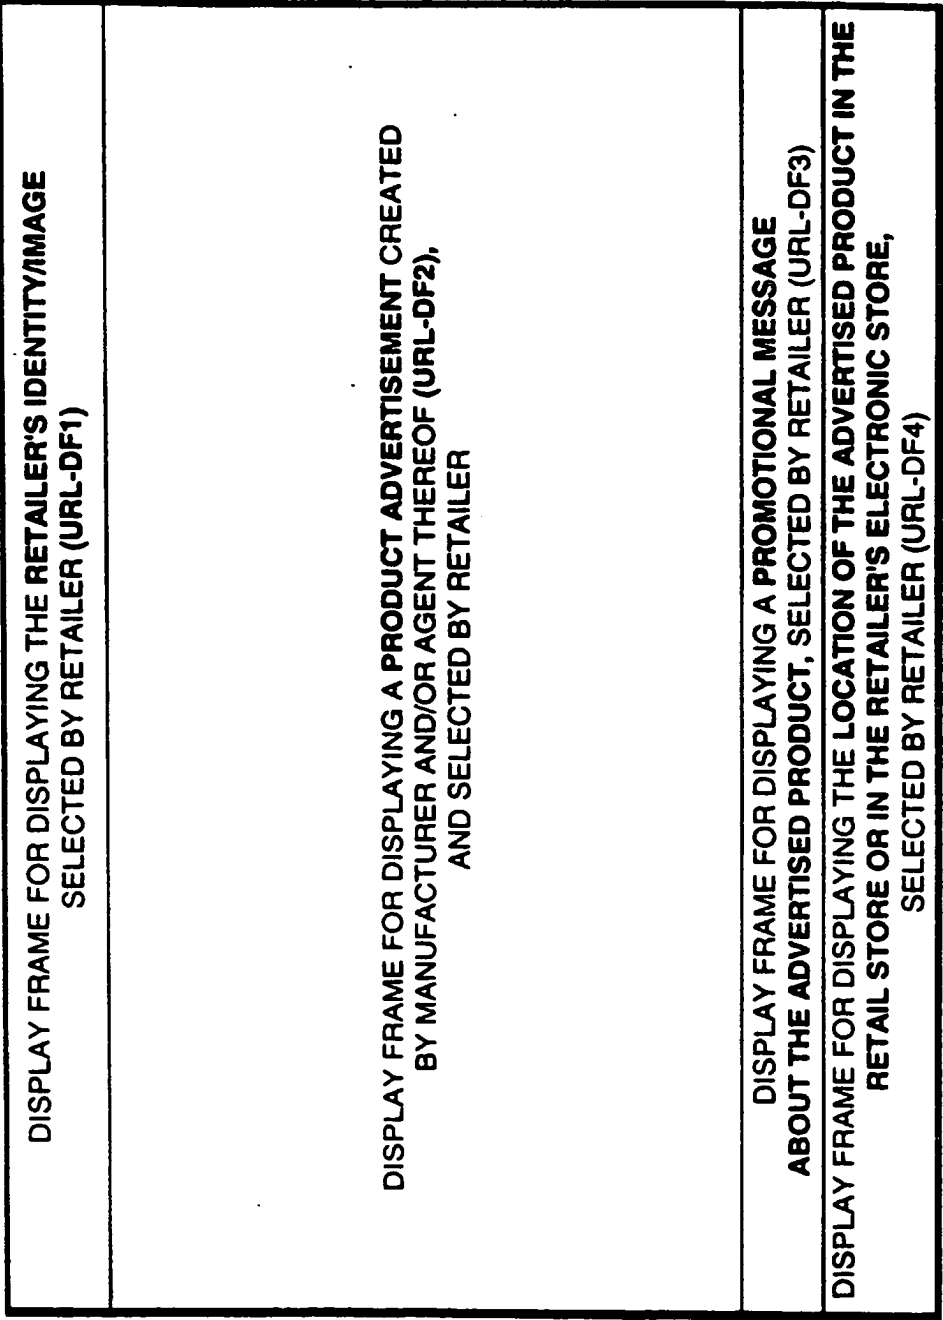 DISPLAY FRAME FOR DISPLAYING THE RETAILER'S IDENTITY/IMAGE
SELECTED BY RETAILER (URL-DF1)
DISPLAY FRAME FOR DISPLAYING A PRODUCT ADVERTISEMENT CREATED
BY MANUFACTURER AND/OR AGENT THEREOF (URL-DF2),
AND SELECTED BY RETAILER
DISPLAY FRAME FOR DISPLAYING A PROMOTIONAL MESSAGE
ABOUT THE ADVERTISED PRODUCT, SELECTED BY RETAILER (URL-DF3)
DISPLAY FRAME FOR DISPLAYING THE LOCATION OF THE ADVERTISED PRODUCT IN THE
RETAIL STORE OR IN THE RETAILER'S ELECTRONIC STORE,
SELECTED BY RETAILER (URL-DF4)